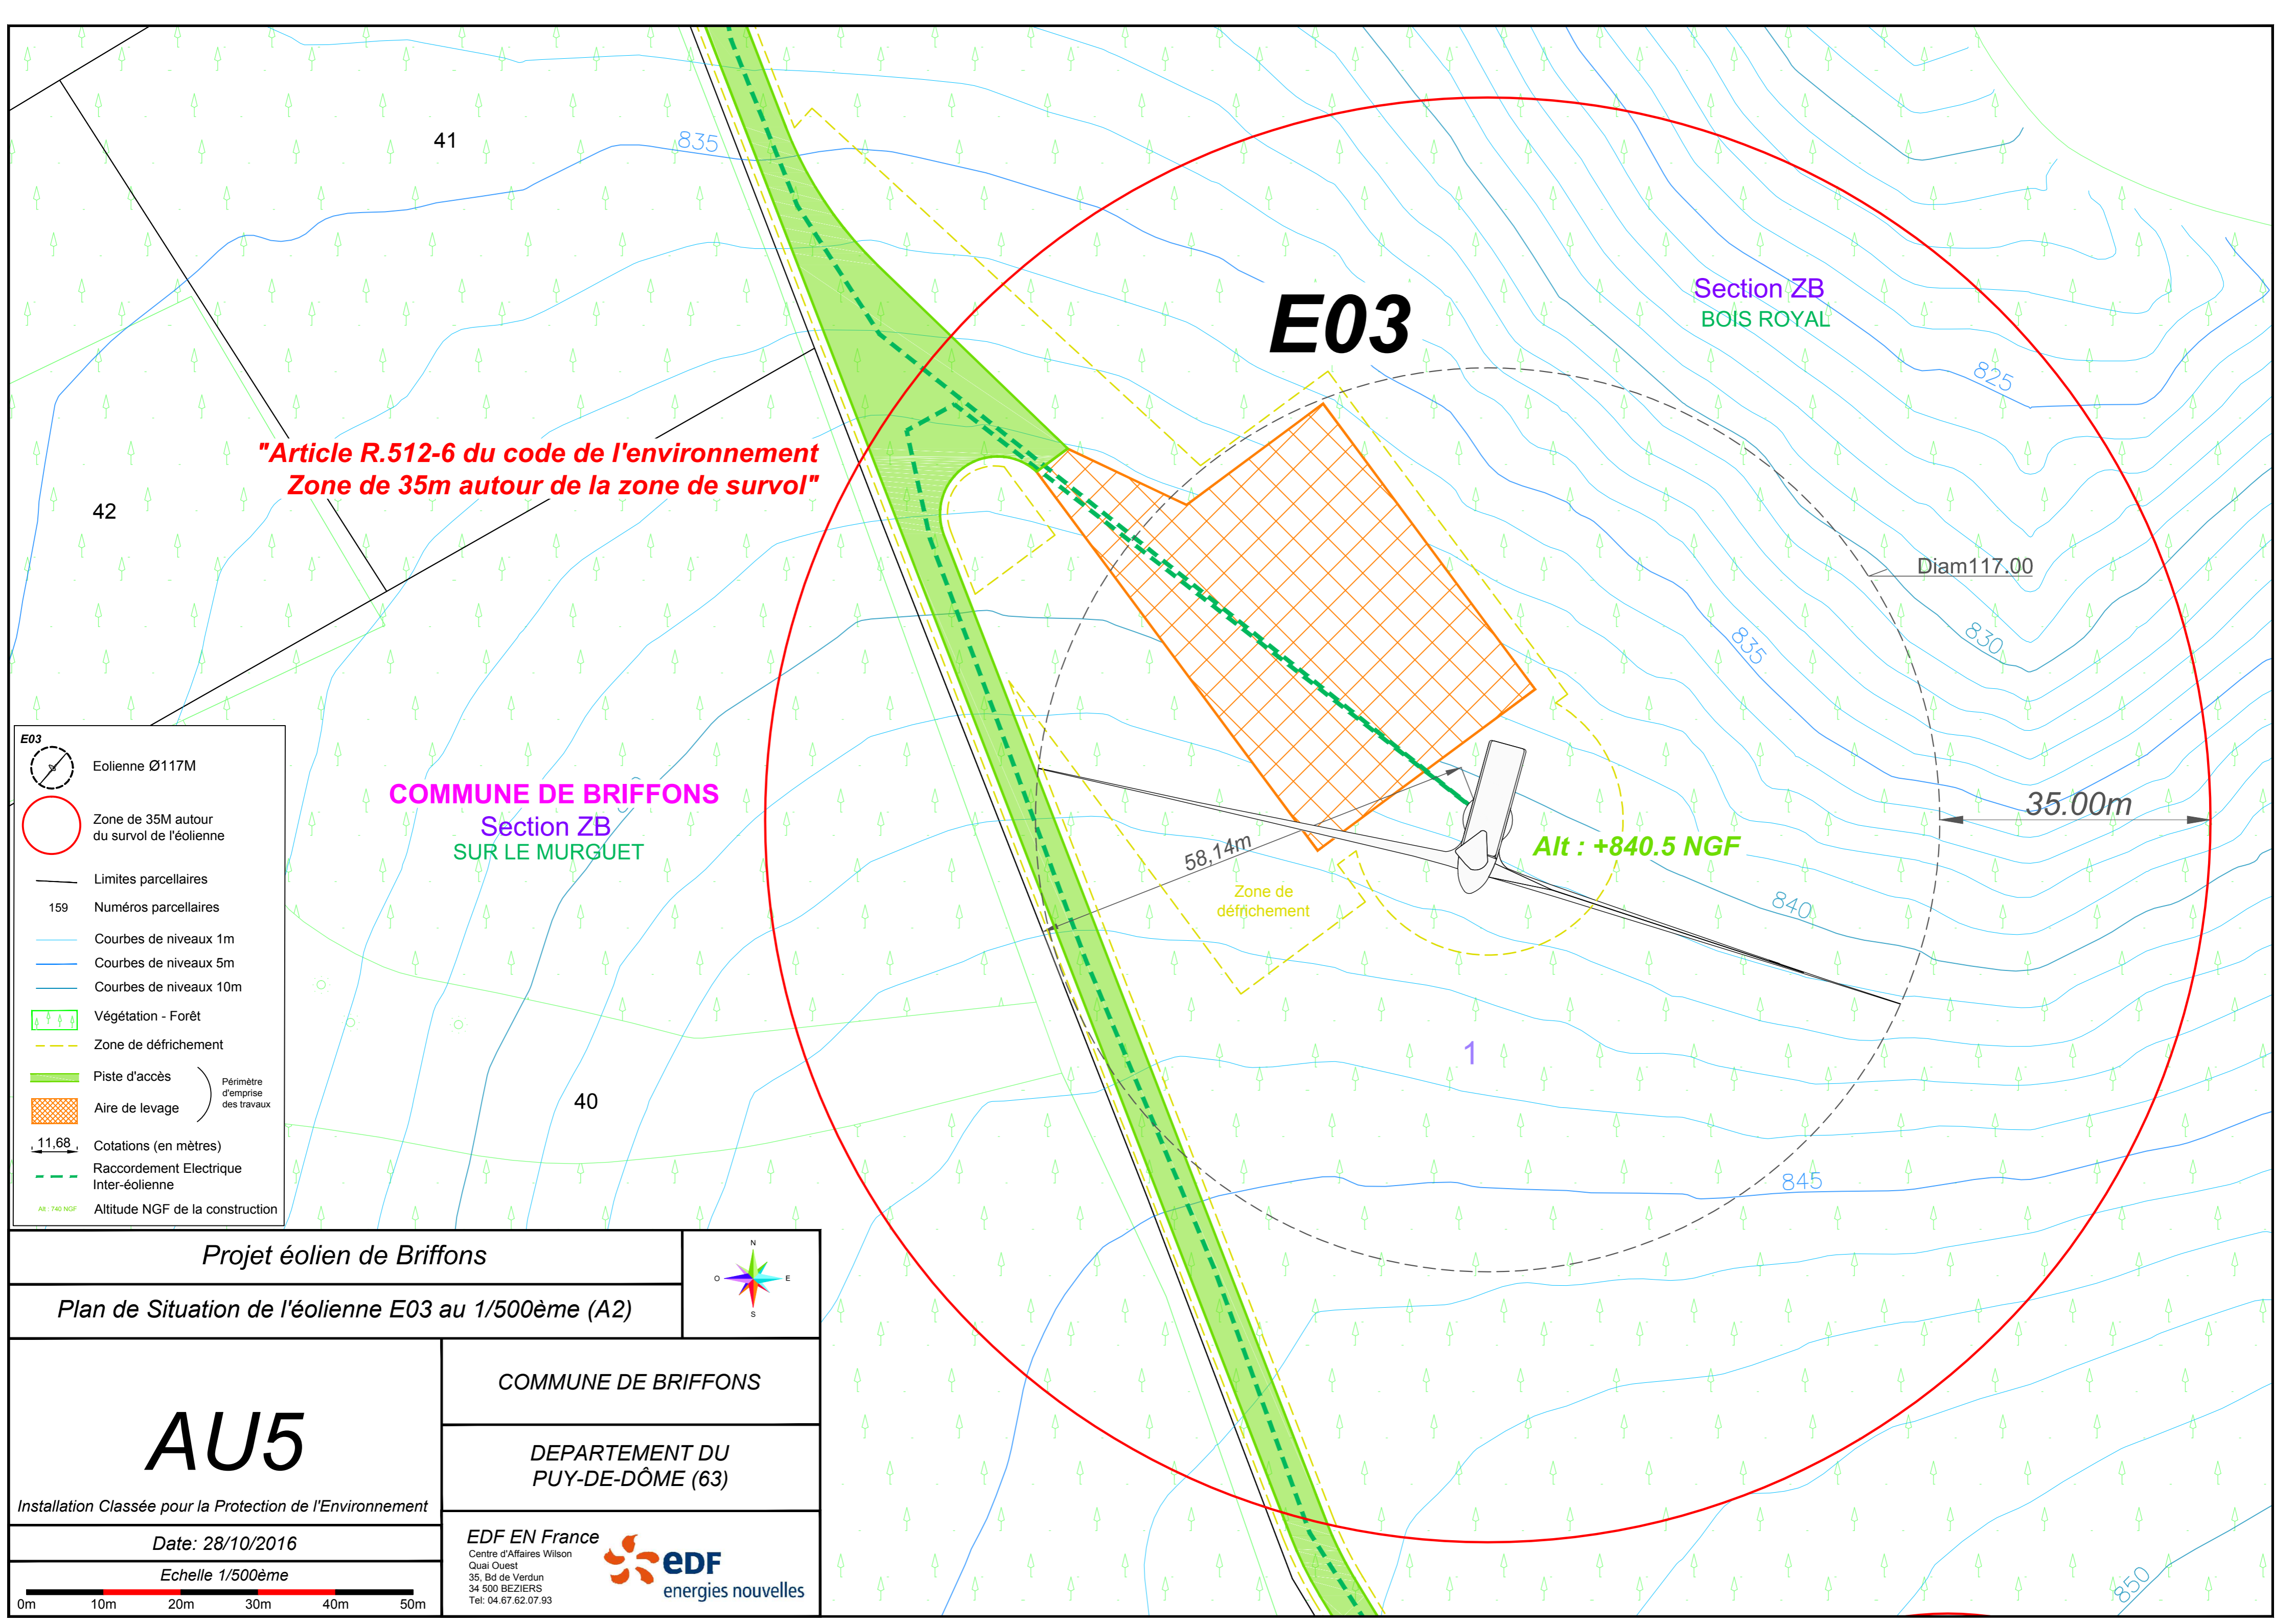 41
835
E03
Section ZB
BOIS ROYAL
825
"Article R.512-6 du code de l'environnement
Zone de 35m autour de la zone de survol"
42
Diam117.00
830
835
COMMUNE DE BRIFFONS
Section ZB
SUR LE MURGUET
35.00m
58,14m
Alt : +840.5 NGF
Zone de
défrichement
840
1
40
845
850
E03
Eolienne Ø117M
Zone de 35M autour
du survol de l'éolienne
Limites parcellaires
159 Numéros parcellaires
Courbes de niveaux 1m
Courbes de niveaux 5m
Courbes de niveaux 10m
Végétation - Forêt
Zone de défrichement
Piste d'accès
Aire de levage
Périmètre
d'emprise
des travaux
11,68 Cotations (en mètres)
Raccordement Electrique
Inter-éolienne
Alt : 740 NGF Altitude NGF de la construction
Projet éolien de Briffons
N
O E
S
Plan de Situation de l'éolienne E03 au 1/500ème (A2)
AU5
Installation Classée pour la Protection de l'Environnement
Date: 28/10/2016
Echelle 1/500ème
0m 10m 20m 30m 40m 50m
COMMUNE DE BRIFFONS
DEPARTEMENT DU
PUY-DE-DÔME (63)
EDF EN France
Centre d'Affaires Wilson
Quai Ouest
35, Bd de Verdun
34 500 BEZIERS
Tel: 04.67.62.07.93
eDF
energies nouvelles